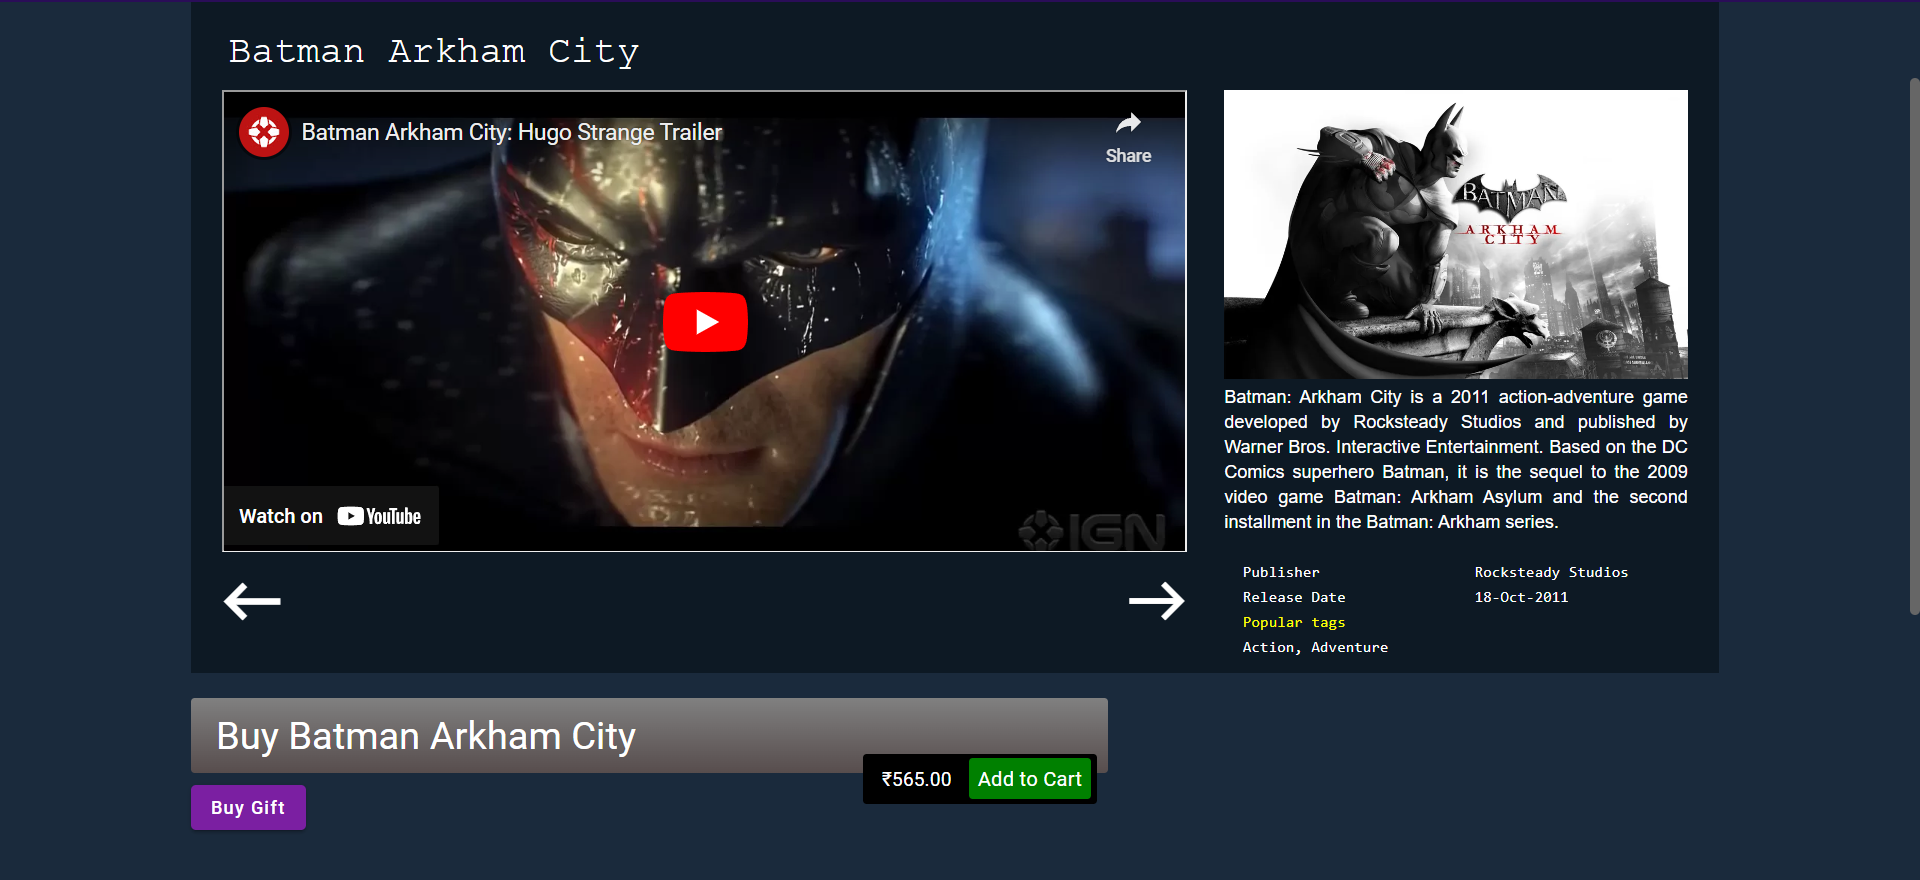 Batman Arkham City
Batman Arkham City: Hugo Strange Trailer
Share
Watch on YouTube
IGN
BATMAN
ARKHAM
CITY
Batman: Arkham City is a 2011 action-adventure game
developed by Rocksteady Studios and published by
Warner Bros. Interactive Entertainment. Based on the DC
Comics superhero Batman, it is the sequel to the 2009
video game Batman: Arkham Asylum and the second
installment in the Batman: Arkham series.
Publisher Rocksteady Studios
Release Date 18-Oct-2011
Popular tags
Action, Adventure
Buy Batman Arkham City
₹565.00 Add to Cart
Buy Gift